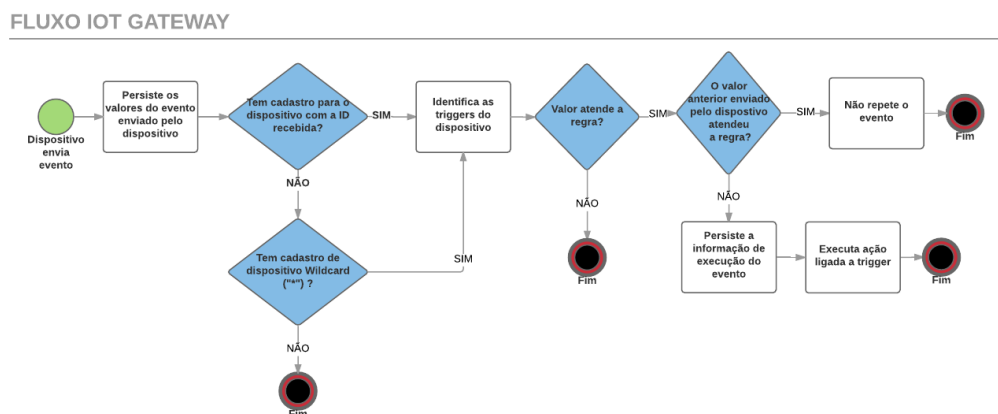 FLUXO IOT GATEWAY
Dispositivo
envia
evento
Persiste os
valores do evento
enviado pelo
dispositivo
Tem cadastro para o
dispositivo com a ID
recebida?
SIM
NÃO
Tem cadastro de
dispositivo Wildcard
("*") ?
SIM
NÃO
Fim
Identifica as
triggers do
dispositivo
Valor atende a
regra?
SIM
NÃO
Fim
O valor
anterior enviado
pelo dispostivo
atendeu
a regra?
SIM
Não repete o
evento
Fim
NÃO
Persiste a
informação de
execução do
evento
Executa ação
ligada a trigger
Fim